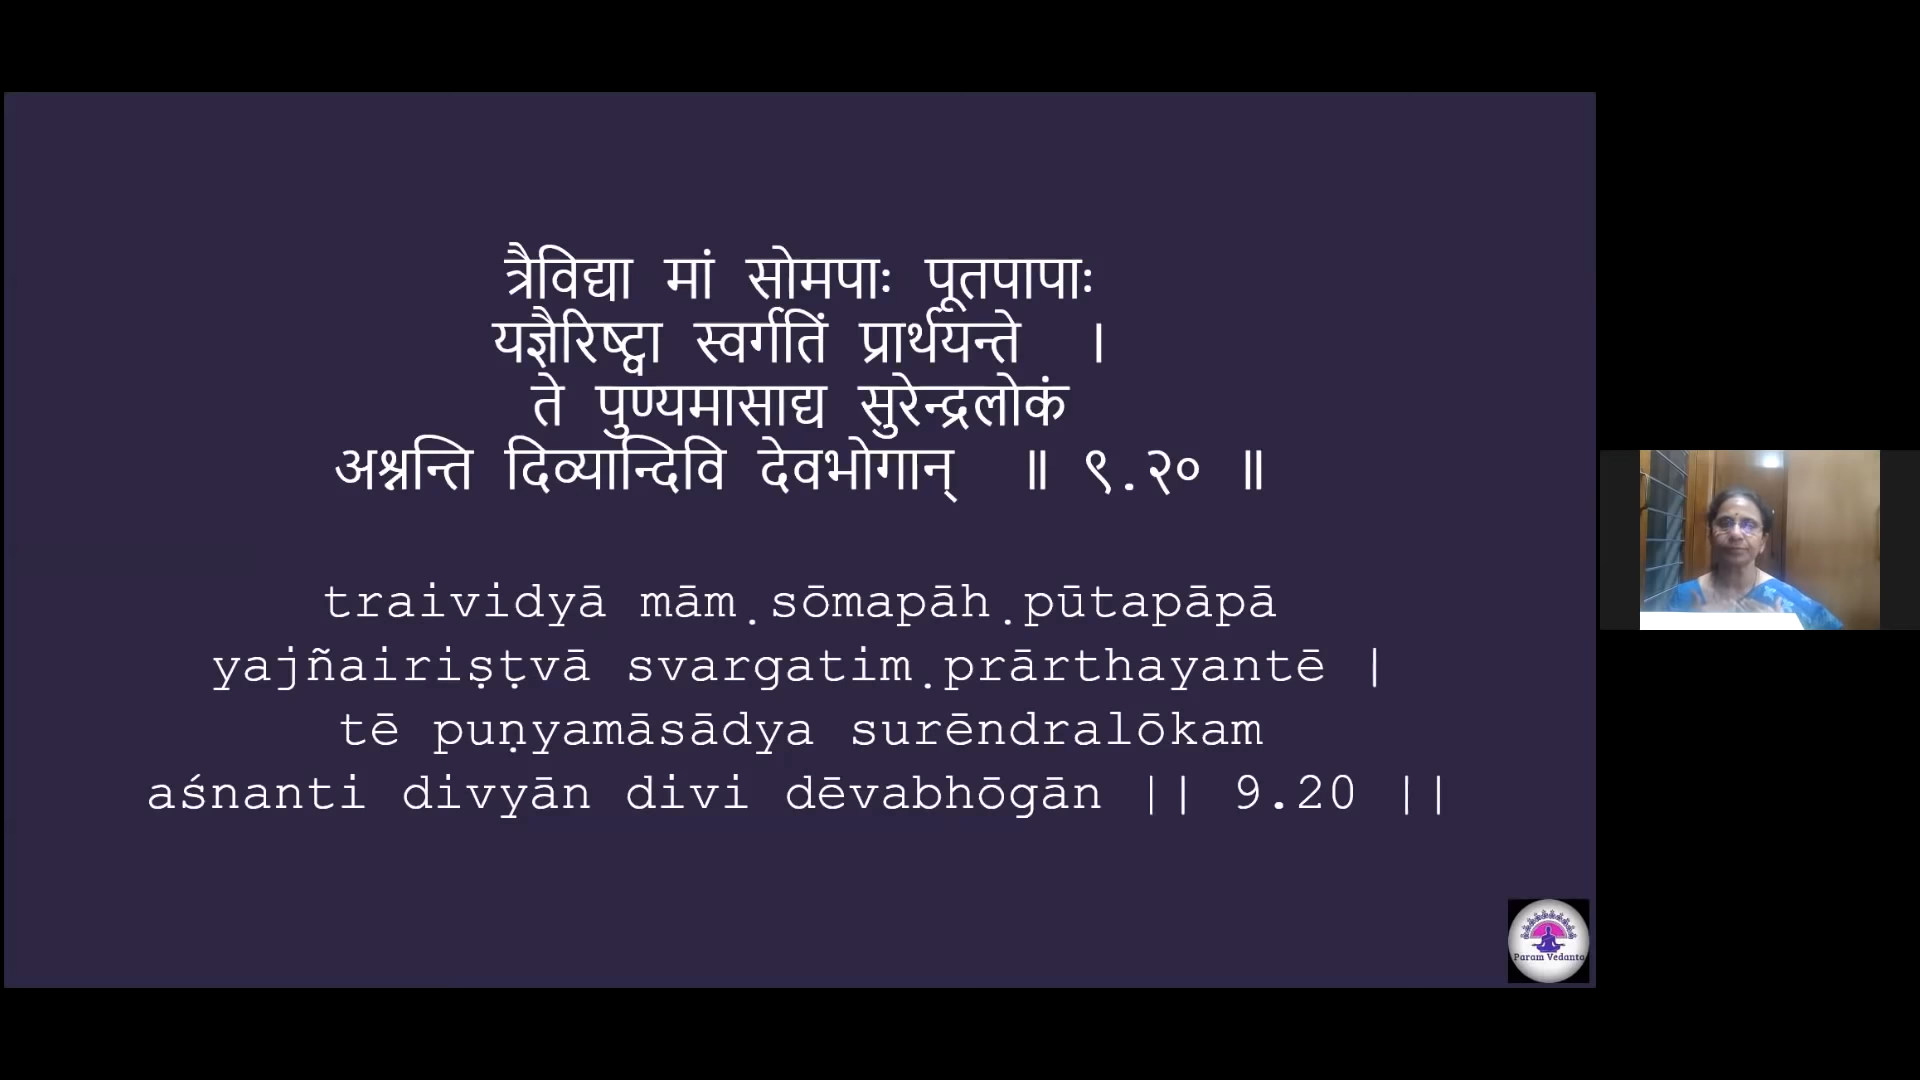 त्रैविद्या मां सोमपाः पूतपापाः
यज्ञैरिष्ट्वा स्वर्गतिं प्रार्थयन्ते ।
ते पुण्यमासाद्य सुरेन्द्रलोकं
अश्नन्ति दिव्यान्दिवि देवभोगान् ॥ ९.२० ॥
traividyā mām̩ sōmapāh̩ pūtapāpā
yajñairiṣṭvā svargatim̩ prārthayantē |
tē puṇyamāsādya surēndralōkam
aśnanti divyān divi dēvabhōgān || 9.20 ||
Param Vedanta